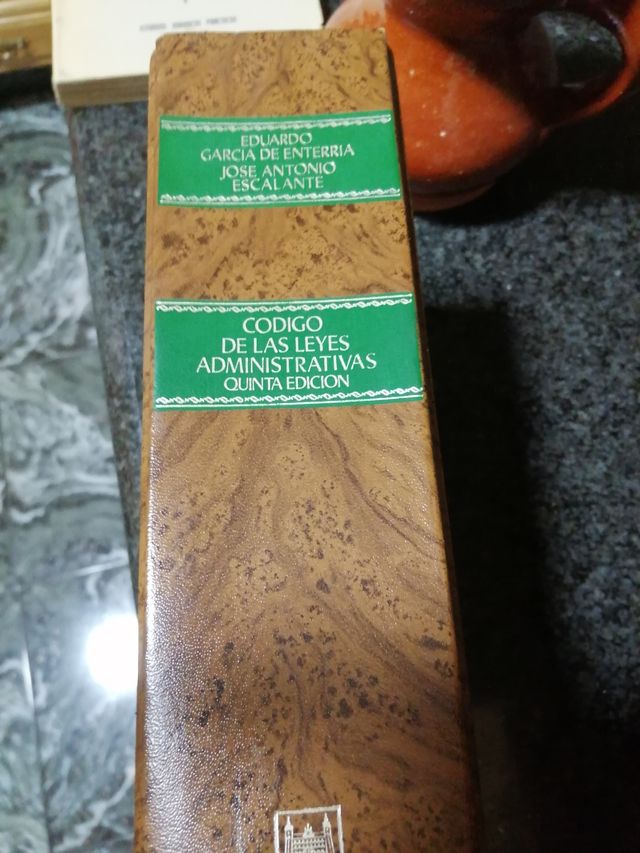 EDUARDO
GARCIA DE ENTERRIA
JOSE ANTONIO
ESCALANTE
CODIGO
DE LAS LEYES
ADMINISTRATIVAS
QUINTA EDICION